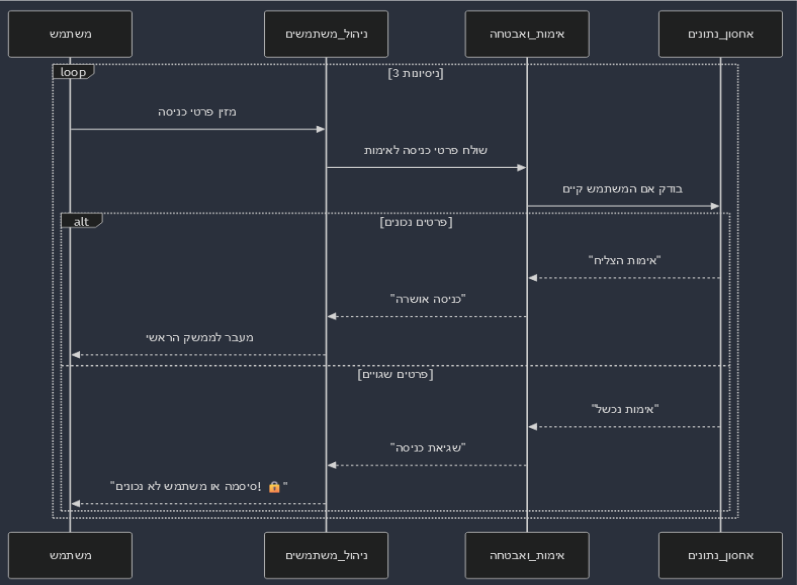 משתמש
ניהול_משתמשים
אימות_ואבטחה
אחסון_נתונים
loop
[3 ניסיונות]
מזין פרטי כניסה
שולח פרטי כניסה לאימות
בודק אם המשתמש קיים
alt
[פרטים נכונים]
"אימות הצליח"
"כניסה אושרה"
מעבר לממשק הראשי
[פרטים שגויים]
"אימות נכשל"
"שגיאת כניסה"
"סיסמה או משתמש לא נכונים! 🔒"
משתמש
ניהול_משתמשים
אימות_ואבטחה
אחסון_נתונים